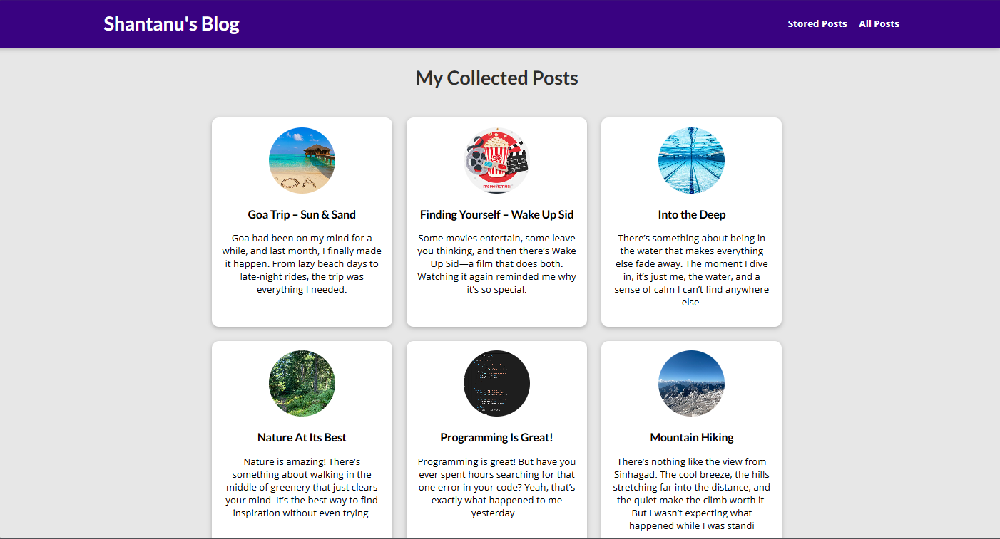 Shantanu's Blog
Stored Posts All Posts
My Collected Posts
OA
Goa Trip – Sun & Sand
Goa had been on my mind for a
while, and last month, I finally made
it happen. From lazy beach days to
late-night rides, the trip was
everything I needed.
POP
CORN
IT'S MOVIE TIME!
Finding Yourself – Wake Up Sid
Some movies entertain, some leave
you thinking, and then there’s Wake
Up Sid—a film that does both.
Watching it again reminded me why
it’s so special.
Into the Deep
There’s something about being in
the water that makes everything
else fade away. The moment I dive
in, it’s just me, the water, and a
sense of calm I can’t find anywhere
else.
Nature At Its Best
Nature is amazing! There’s
something about walking in the
middle of greenery that just clears
your mind. It’s the best way to find
inspiration without even trying.
Programming Is Great!
Programming is great! But have you
ever spent hours searching for that
one error in your code? Yeah, that’s
exactly what happened to me
yesterday...
Mountain Hiking
There’s nothing like the view from
Sinhagad. The cool breeze, the hills
stretching far into the distance, and
the quiet make the climb worth it.
But I wasn’t expecting what
happened while I was standi